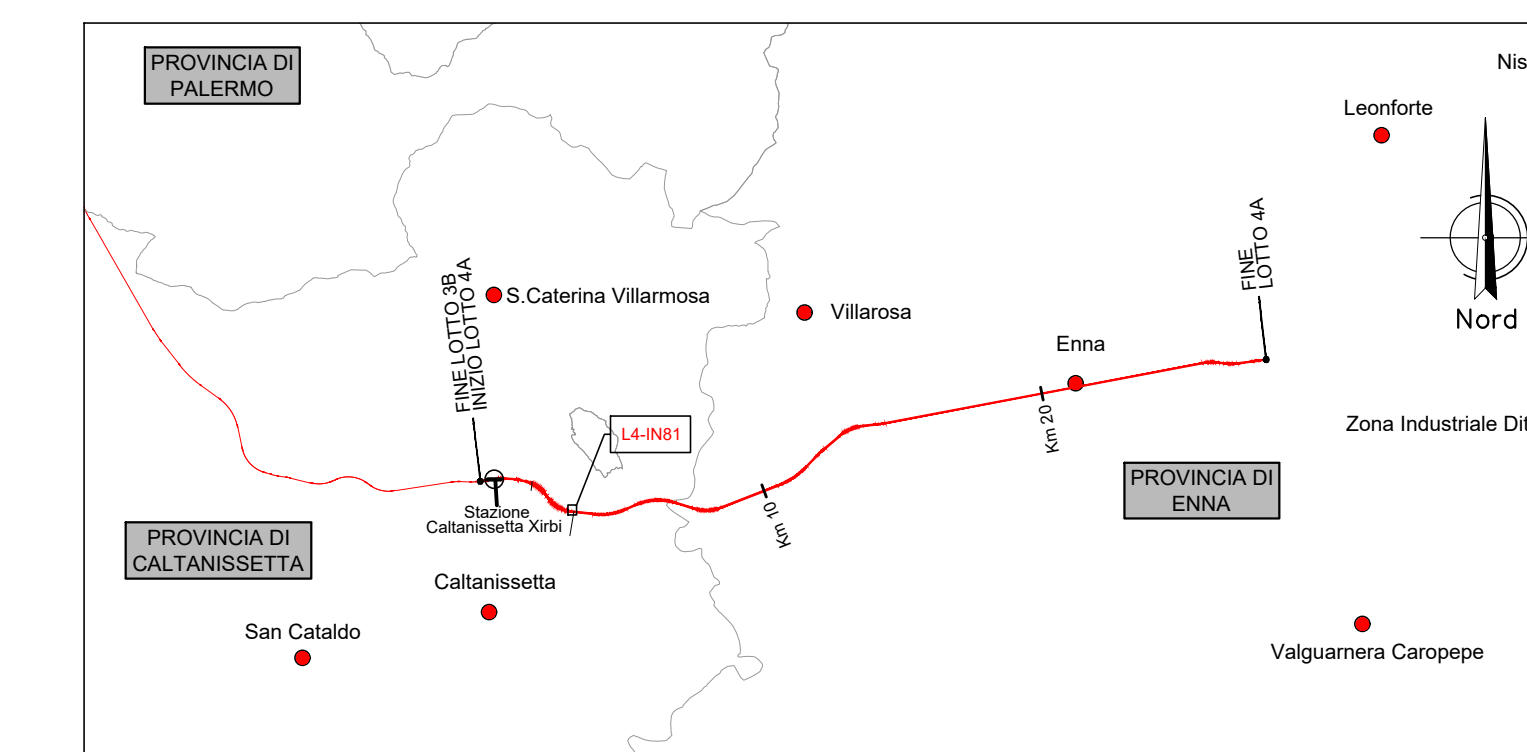 PROVINCIA DI
PALERMO
Nis
Leonforte
FINE LOTTO 3B
INIZIO LOTTO 4A
S.Caterina Villarmosa
Villarosa
Enna
FINE
LOTTO 4A
Nord
L4-IN81
Km 20
Zona Industriale Dit
PROVINCIA DI
ENNA
Stazione
Caltanissetta Xirbi
Km 10
PROVINCIA DI
CALTANISSETTA
Caltanissetta
San Cataldo
Valguarnera Caropepe